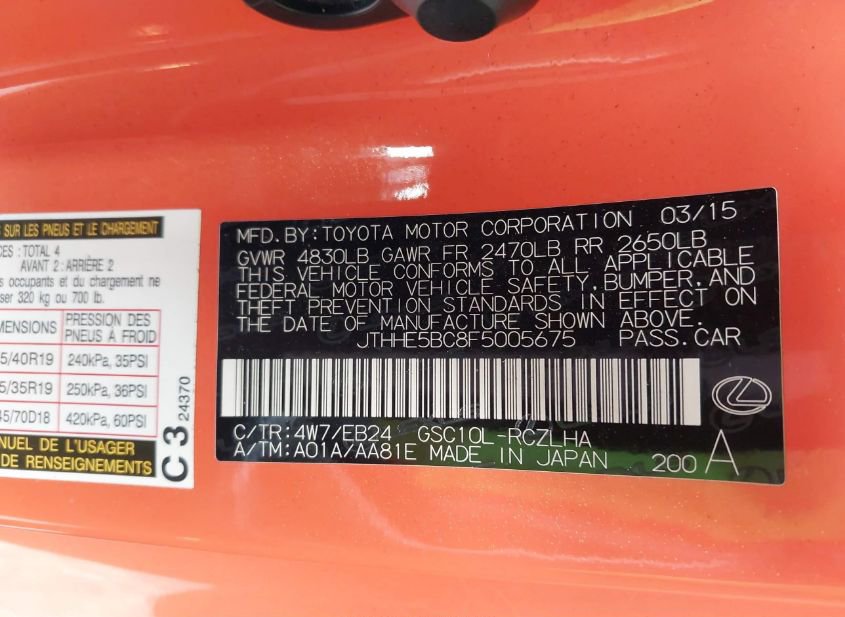 SUR LES PNEUS ET LE CHARGEMENT
CES : TOTAL 4
AVANT 2 : ARRIÈRE 2
s occupants et du chargement ne
ser 320 kg ou 700 lb.
MENSIONS
PRESSION DES
PNEUS À FROID
5/40R19
240kPa, 35PSI
5/35R19
250kPa, 36PSI
45/70D18
420kPa, 60PSI
NUEL DE L'USAGER
DE RENSEIGNEMENTS
C3 24370
MFD. BY: TOYOTA MOTOR CORPORATION 03/15
GVWR 4830LB GAWR FR 2470LB RR 2650LB
THIS VEHICLE CONFORMS TO ALL APPLICABLE
FEDERAL MOTOR VEHICLE SAFETY, BUMPER, AND
THEFT PREVENTION STANDARDS IN EFFECT ON
THE DATE OF MANUFACTURE SHOWN ABOVE.
JTHHE5BC8F5005675 PASS. CAR
C/TR: 4W7/EB24 GSC10L-RCZLHA
A/TM: A01A/AA81E MADE IN JAPAN 200 A